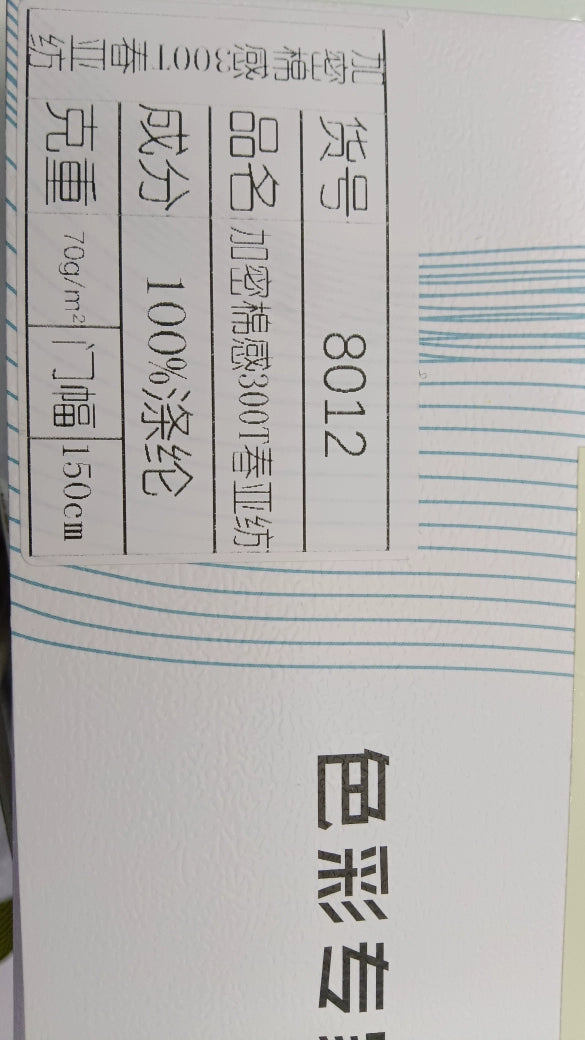 货号 8012
品名 加密棉感300T春亚纺
成分 100%涤纶
克重 70g/m² 门幅 150cm
加密棉感300T春亚纺
色彩专